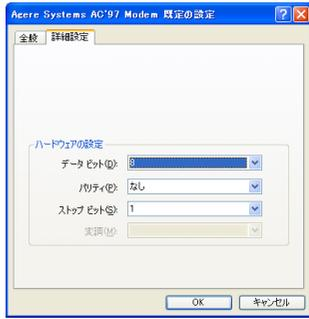 Agere Systems AC'97 Modem 既定の設定
全般 詳細設定
ハードウェアの設定
データ ビット(D): 8
パリティ(P): なし
ストップ ビット(S): 1
変調(M):
OK キャンセル